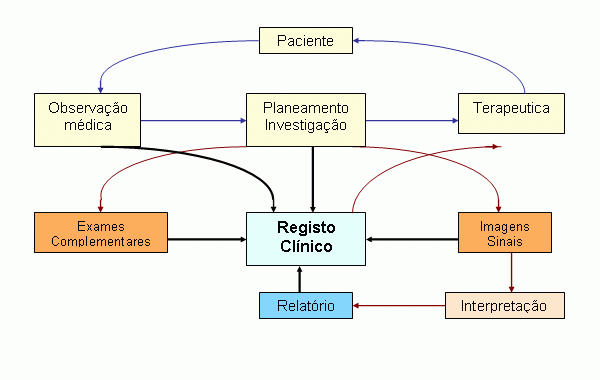 Paciente
Observação
médica
Planeamento
Investigação
Terapeutica
Exames
Complementares
Registo
Clínico
Imagens
Sinais
Relatório
Interpretação